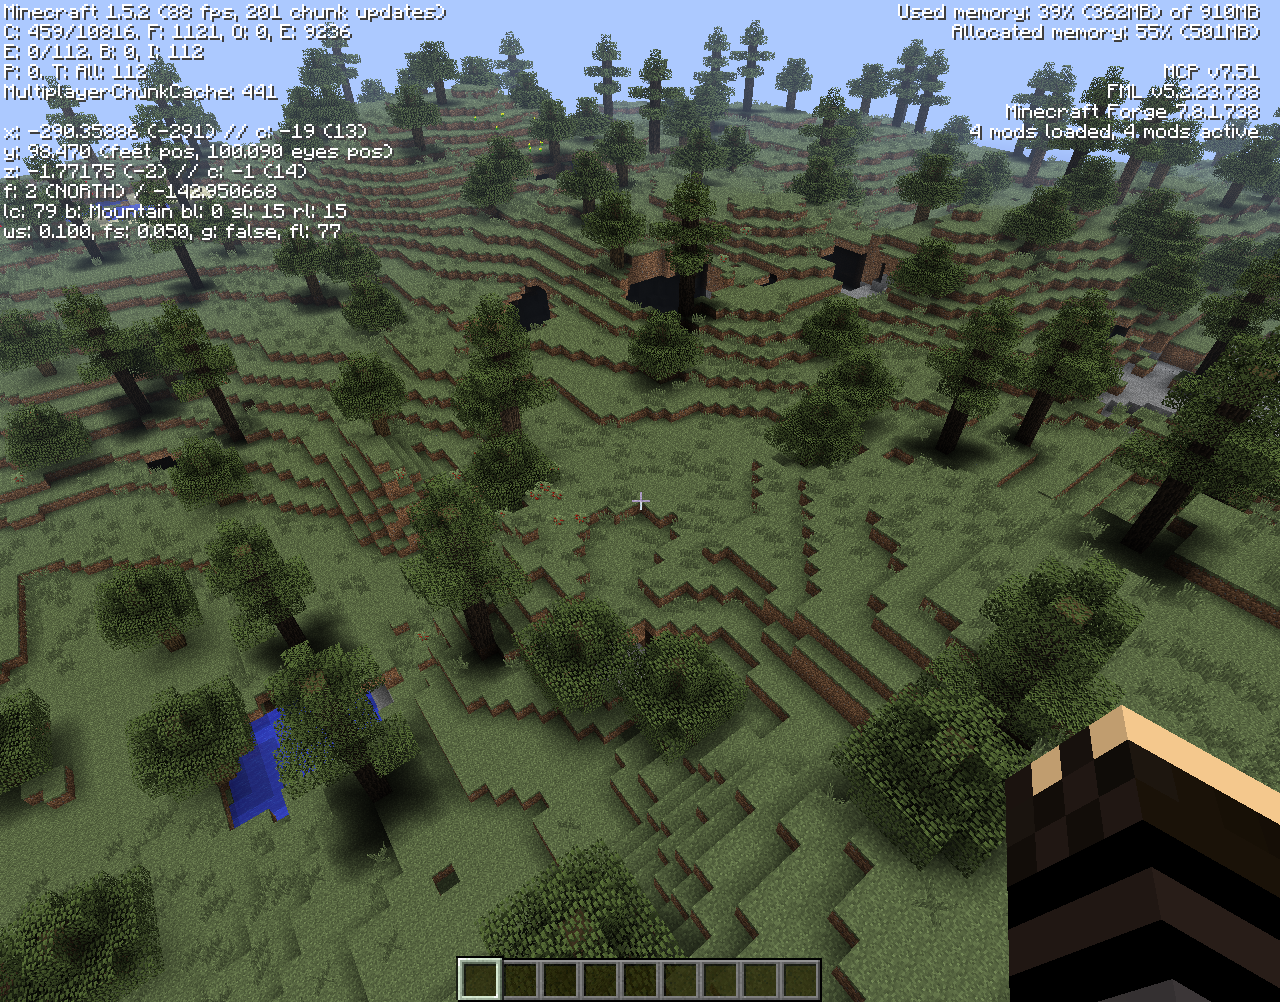 Minecraft 1.5.2 (88 fps, 201 chunk updates)
C: 459/10816. F: 1121, O: 0, E: 9236
E: 0/112. B: 0, I: 112
P: 0. T: All: 112
MultiplayerChunkCache: 441
x: -290.35886 (-291) // c: -19 (13)
y: 98.470 (feet pos, 100.090 eyes pos)
z: -1.77175 (-2) // c: -1 (14)
f: 2 (NORTH) / -142.950668
lc: 79 b: Mountain bl: 0 sl: 15 rl: 15
ws: 0.100, fs: 0.050, g: false, fl: 77
Used memory: 39% (362MB) of 910MB
Allocated memory: 55% (501MB)
MCP v7.51
FML v5.2.23.738
Minecraft Forge 7.8.1.738
4 mods loaded, 4 mods active